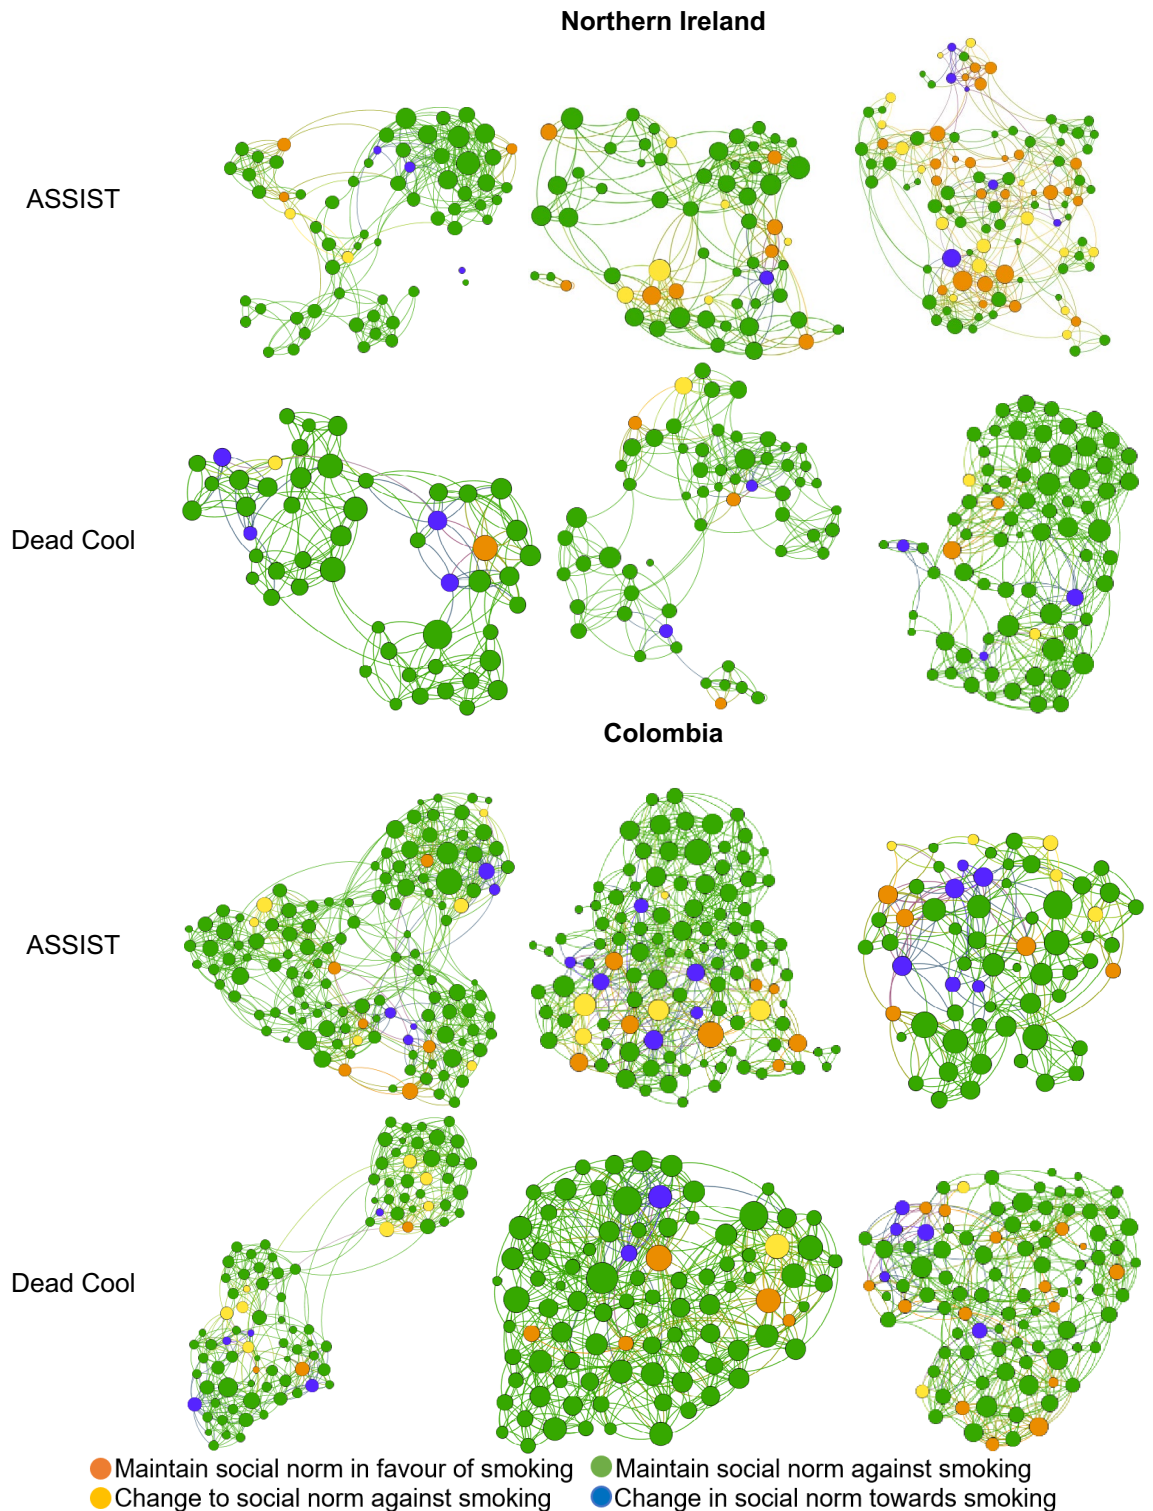 Northern Ireland
ASSIST
Dead Cool
Colombia
ASSIST
Dead Cool
Maintain social norm in favour of smoking
Maintain social norm against smoking
Change to social norm against smoking
Change in social norm towards smoking